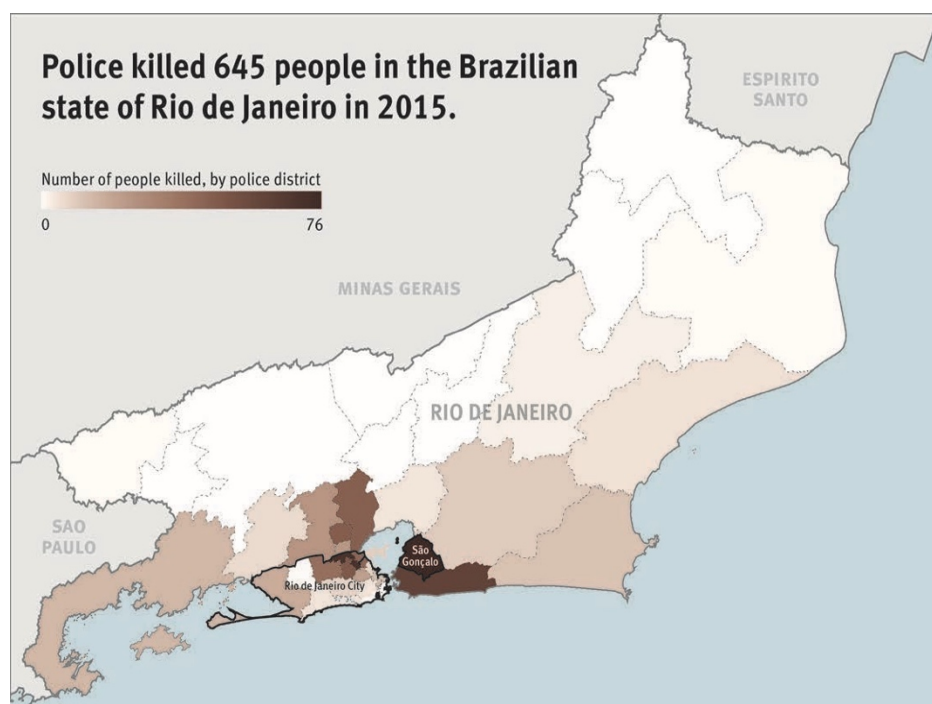 Police killed 645 people in the Brazilian
state of Rio de Janeiro in 2015.
ESPIRITO
SANTO
Number of people killed, by police district
0 76
MINAS GERAIS
RIO DE JANEIRO
SAO
PAULO
São
Gonçalo
Rio de Janeiro City